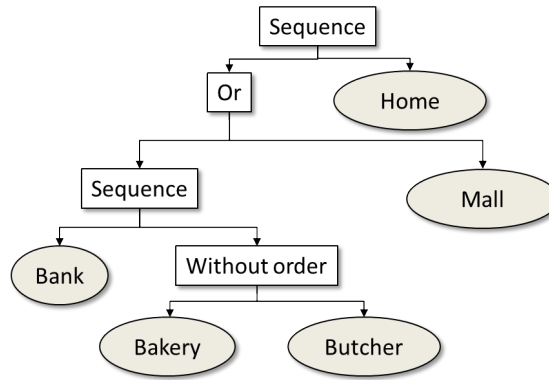 Sequence
Or
Home
Sequence
Mall
Bank
Without order
Bakery
Butcher